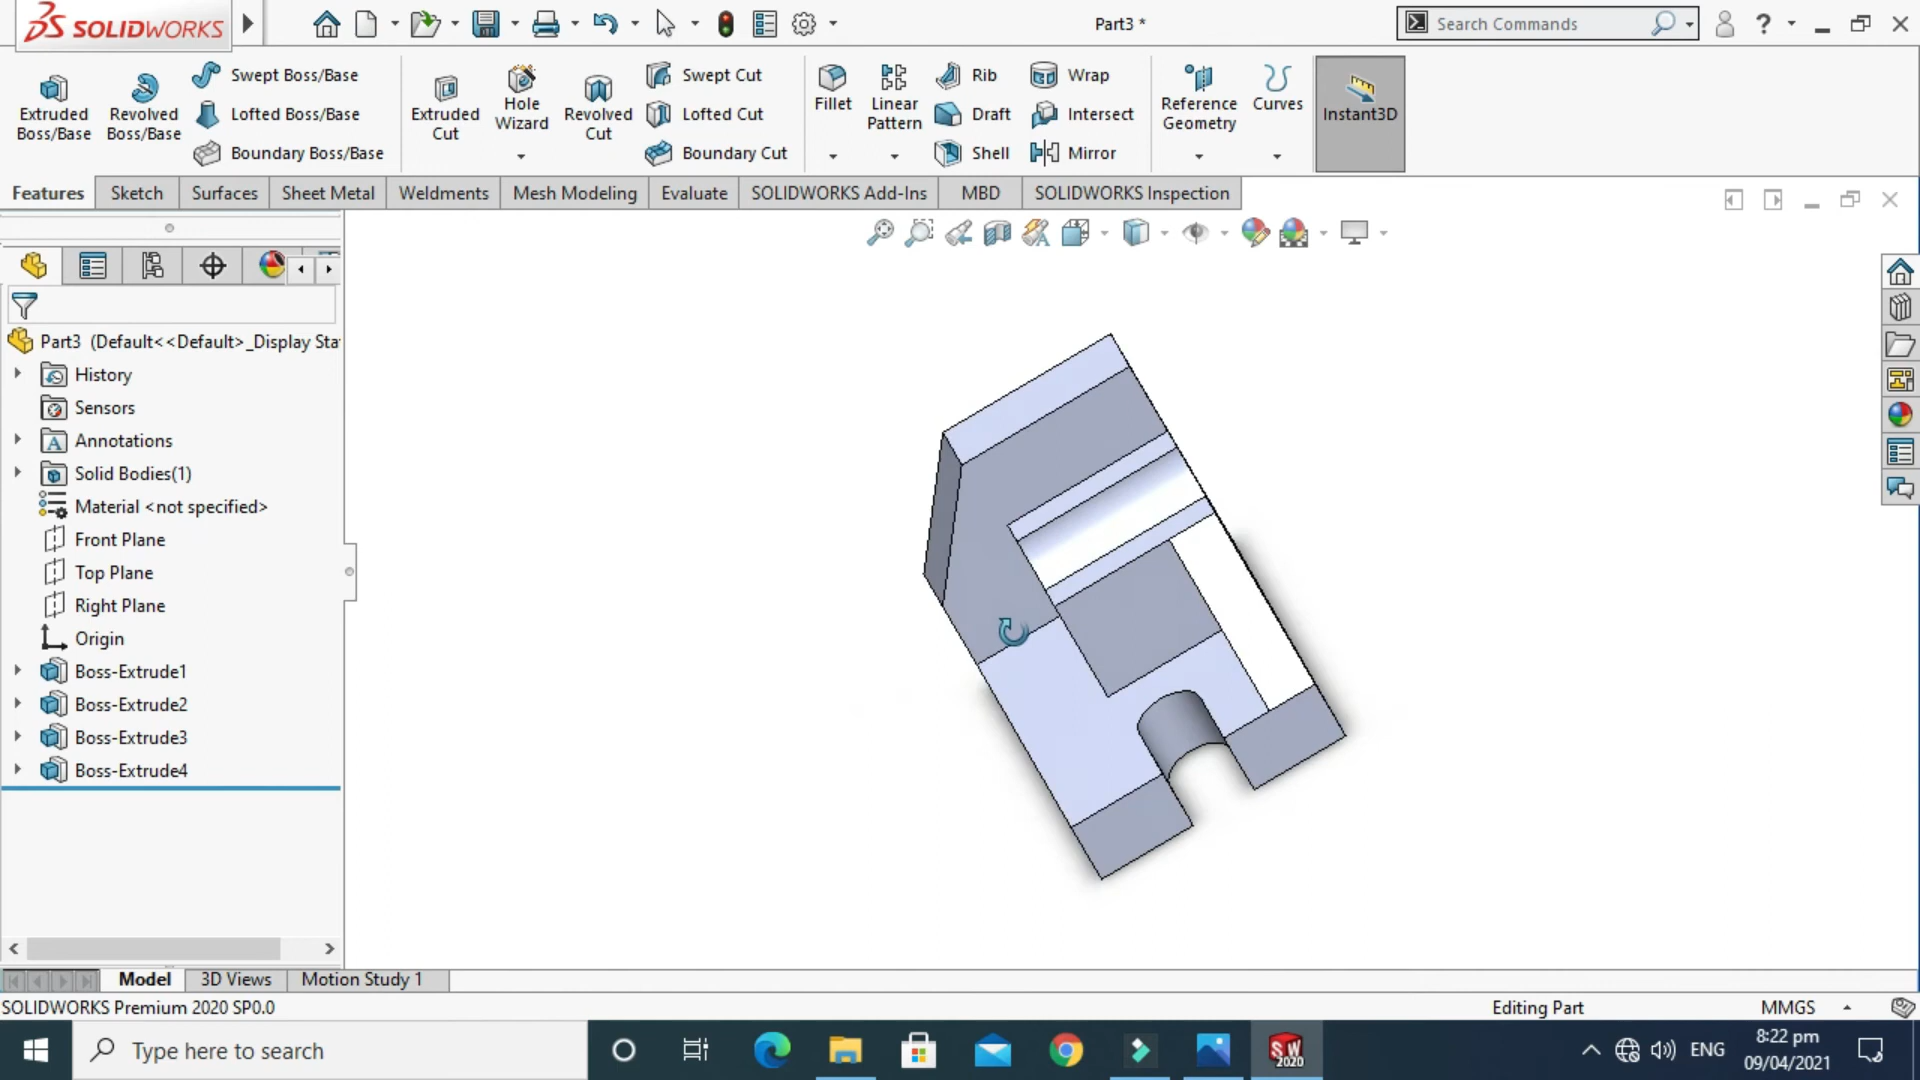 SOLIDWORKS
Part3 *
Search Commands
Extruded Boss/Base
Revolved Boss/Base
Swept Boss/Base
Lofted Boss/Base
Boundary Boss/Base
Extruded Cut
Hole Wizard
Revolved Cut
Swept Cut
Lofted Cut
Boundary Cut
Fillet
Linear Pattern
Rib
Draft
Shell
Wrap
Intersect
Mirror
Reference Geometry
Curves
Instant3D
Features
Sketch
Surfaces
Sheet Metal
Weldments
Mesh Modeling
Evaluate
SOLIDWORKS Add-Ins
MBD
SOLIDWORKS Inspection
Part3 (Default<<Default>_Display Sta
History
Sensors
Annotations
Solid Bodies(1)
Material <not specified>
Front Plane
Top Plane
Right Plane
Origin
Boss-Extrude1
Boss-Extrude2
Boss-Extrude3
Boss-Extrude4
Model
3D Views
Motion Study 1
SOLIDWORKS Premium 2020 SP0.0
Editing Part
MMGS
Type here to search
SW 2020
ENG
8:22 pm
09/04/2021